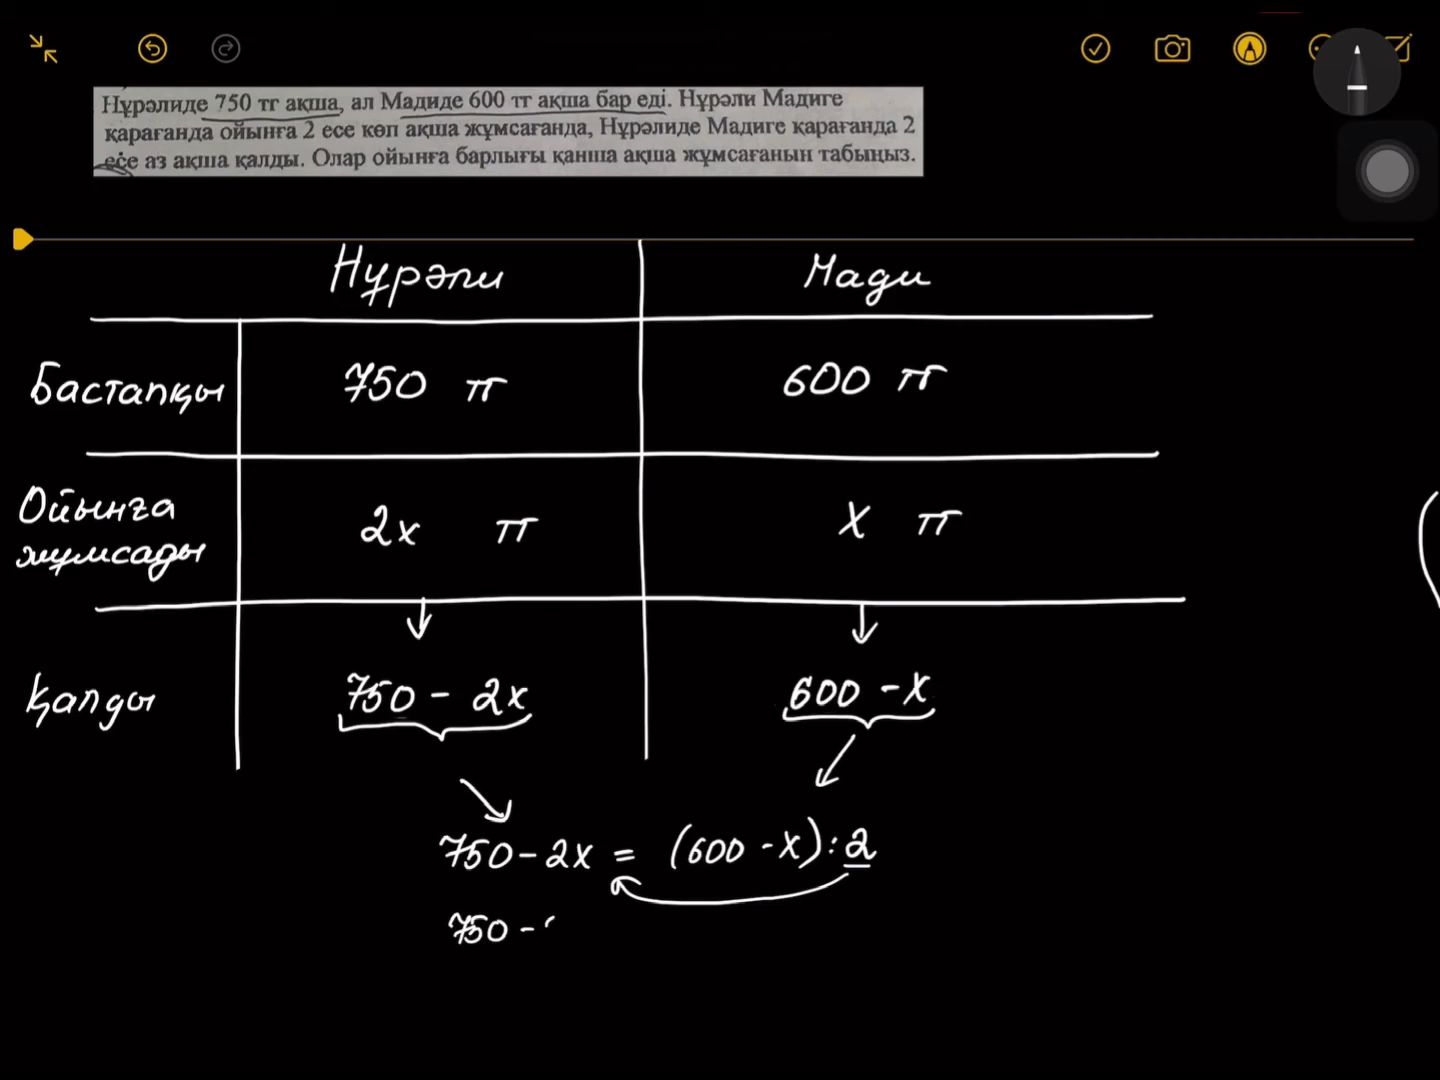 Нұрәлиде 750 тг ақша, ал Мадиде 600 тг ақша бар еді. Нұрәли Мадиге
қарағанда ойынға 2 есе көп ақша жұмсағанда, Нұрәлиде Мадиге қарағанда 2
есе аз ақша қалды. Олар ойынға барлығы қанша ақша жұмсағанын табыңыз.
Нұрәли Мади
Бастапқы 750 тг 600 тг
Ойынға
жұмсады 2x тг x тг
Қалды 750 - 2x 600 - x
750 - 2x = (600 - x) : 2
750 -